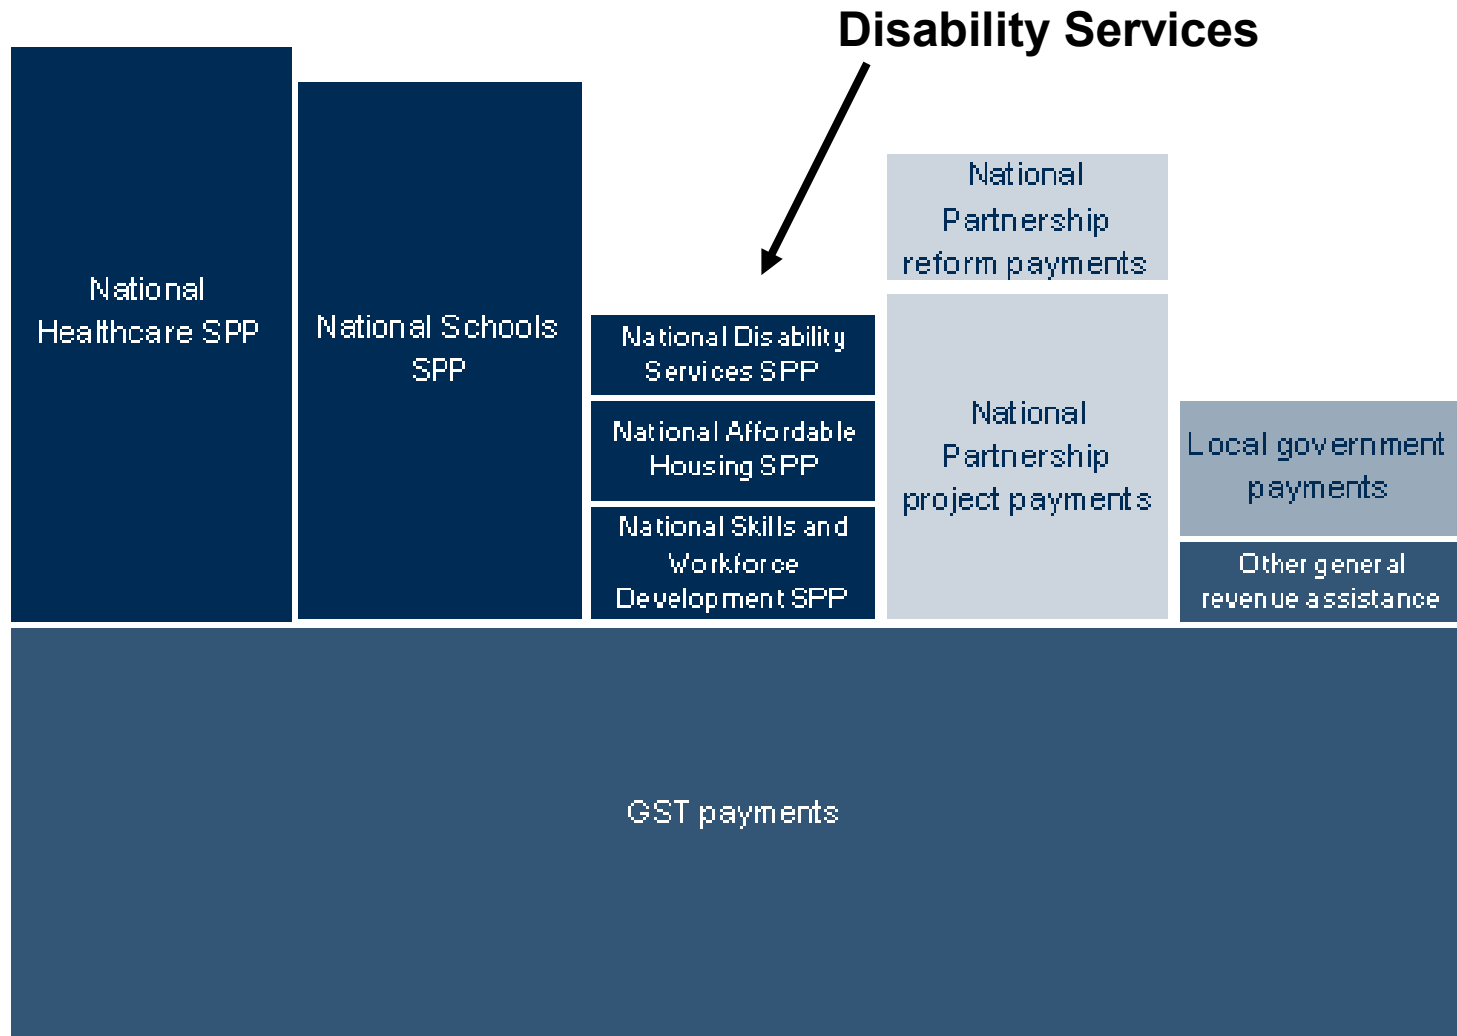 Disability Services
National
Healthcare SPP
National Schools
SPP
National Disability
Services SPP
National Affordable
Housing SPP
National Skills and
Workforce
Development SPP
National
Partnership
reform payments
National
Partnership
project payments
Local government
payments
Other general
revenue assistance
GST payments